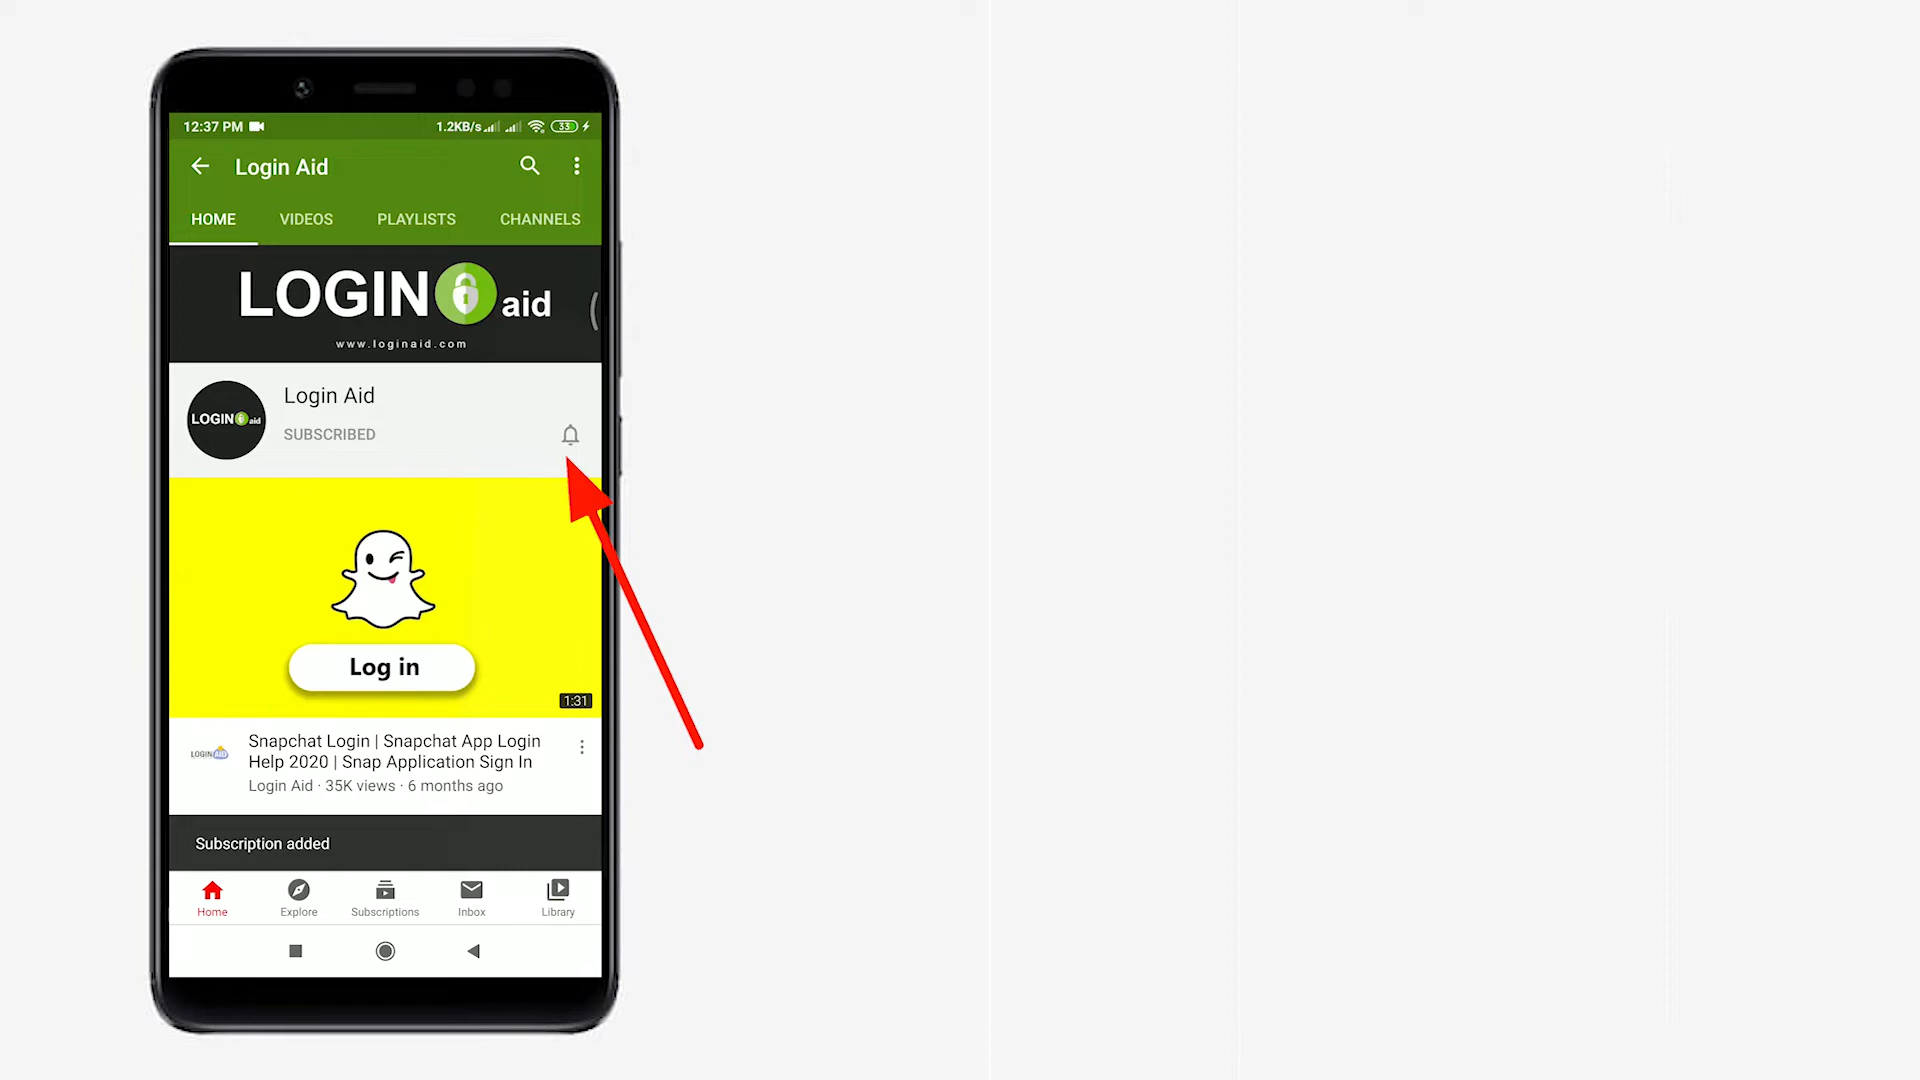 12:37 PM 1.2KB/s 33
Login Aid
HOME VIDEOS PLAYLISTS CHANNELS
LOGIN aid
www.loginaid.com
LOGIN aid
Login Aid
SUBSCRIBED
Log in
1:31
LOGIN AID
Snapchat Login | Snapchat App Login
Help 2020 | Snap Application Sign In
Login Aid · 35K views · 6 months ago
Subscription added
Home Explore Subscriptions Inbox Library